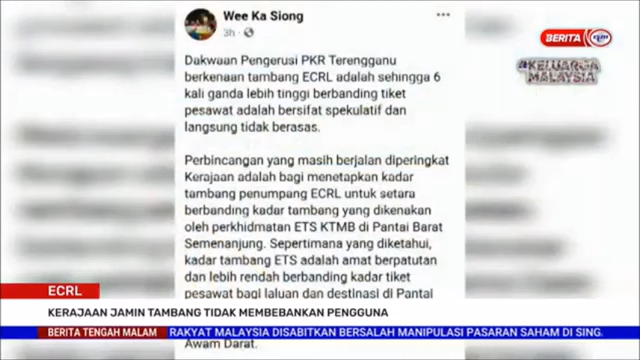 Wee Ka Siong
3h
BERITA rtm
#KELUARGA
MALAYSIA
Dakwaan Pengerusi PKR Terengganu
berkenaan tambang ECRL adalah sehingga 6
kali ganda lebih tinggi berbanding tiket
pesawat adalah bersifat spekulatif dan
langsung tidak berasas.
Perbincangan yang masih berjalan diperingkat
Kerajaan adalah bagi menetapkan kadar
tambang penumpang ECRL untuk setara
berbanding kadar tambang yang dikenakan
oleh perkhidmatan ETS KTMB di Pantai Barat
Semenanjung. Sepertimana yang diketahui,
kadar tambang ETS adalah amat berpatutan
dan lebih rendah berbanding kadar tiket
pesawat bagi laluan dan destinasi di Pantai
ECRL
KERAJAAN JAMIN TAMBANG TIDAK MEMBEBANKAN PENGGUNA
BERITA TENGAH MALAM RAKYAT MALAYSIA DISABITKAN BERSALAH MANIPULASI PASARAN SAHAM DI SING.
Awam Darat.